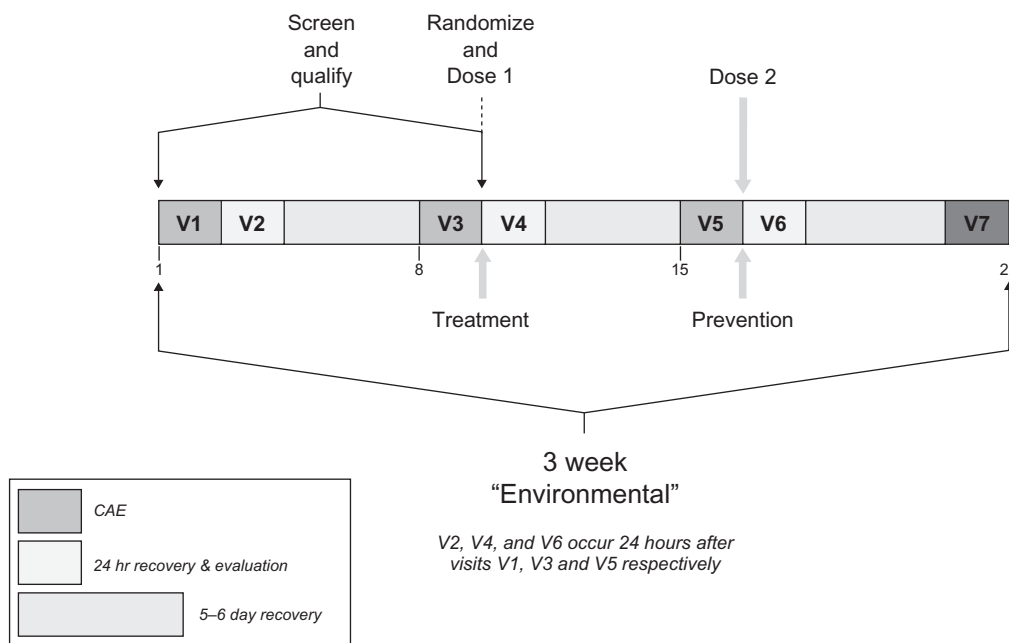 Screen
and
qualify
Randomize
and
Dose 1
Dose 2
V1 V2 V3 V4 V5 V6 V7
1 8 15 2
Treatment
Prevention
3 week
“Environmental”
V2, V4, and V6 occur 24 hours after
visits V1, V3 and V5 respectively
CAE
24 hr recovery & evaluation
5–6 day recovery